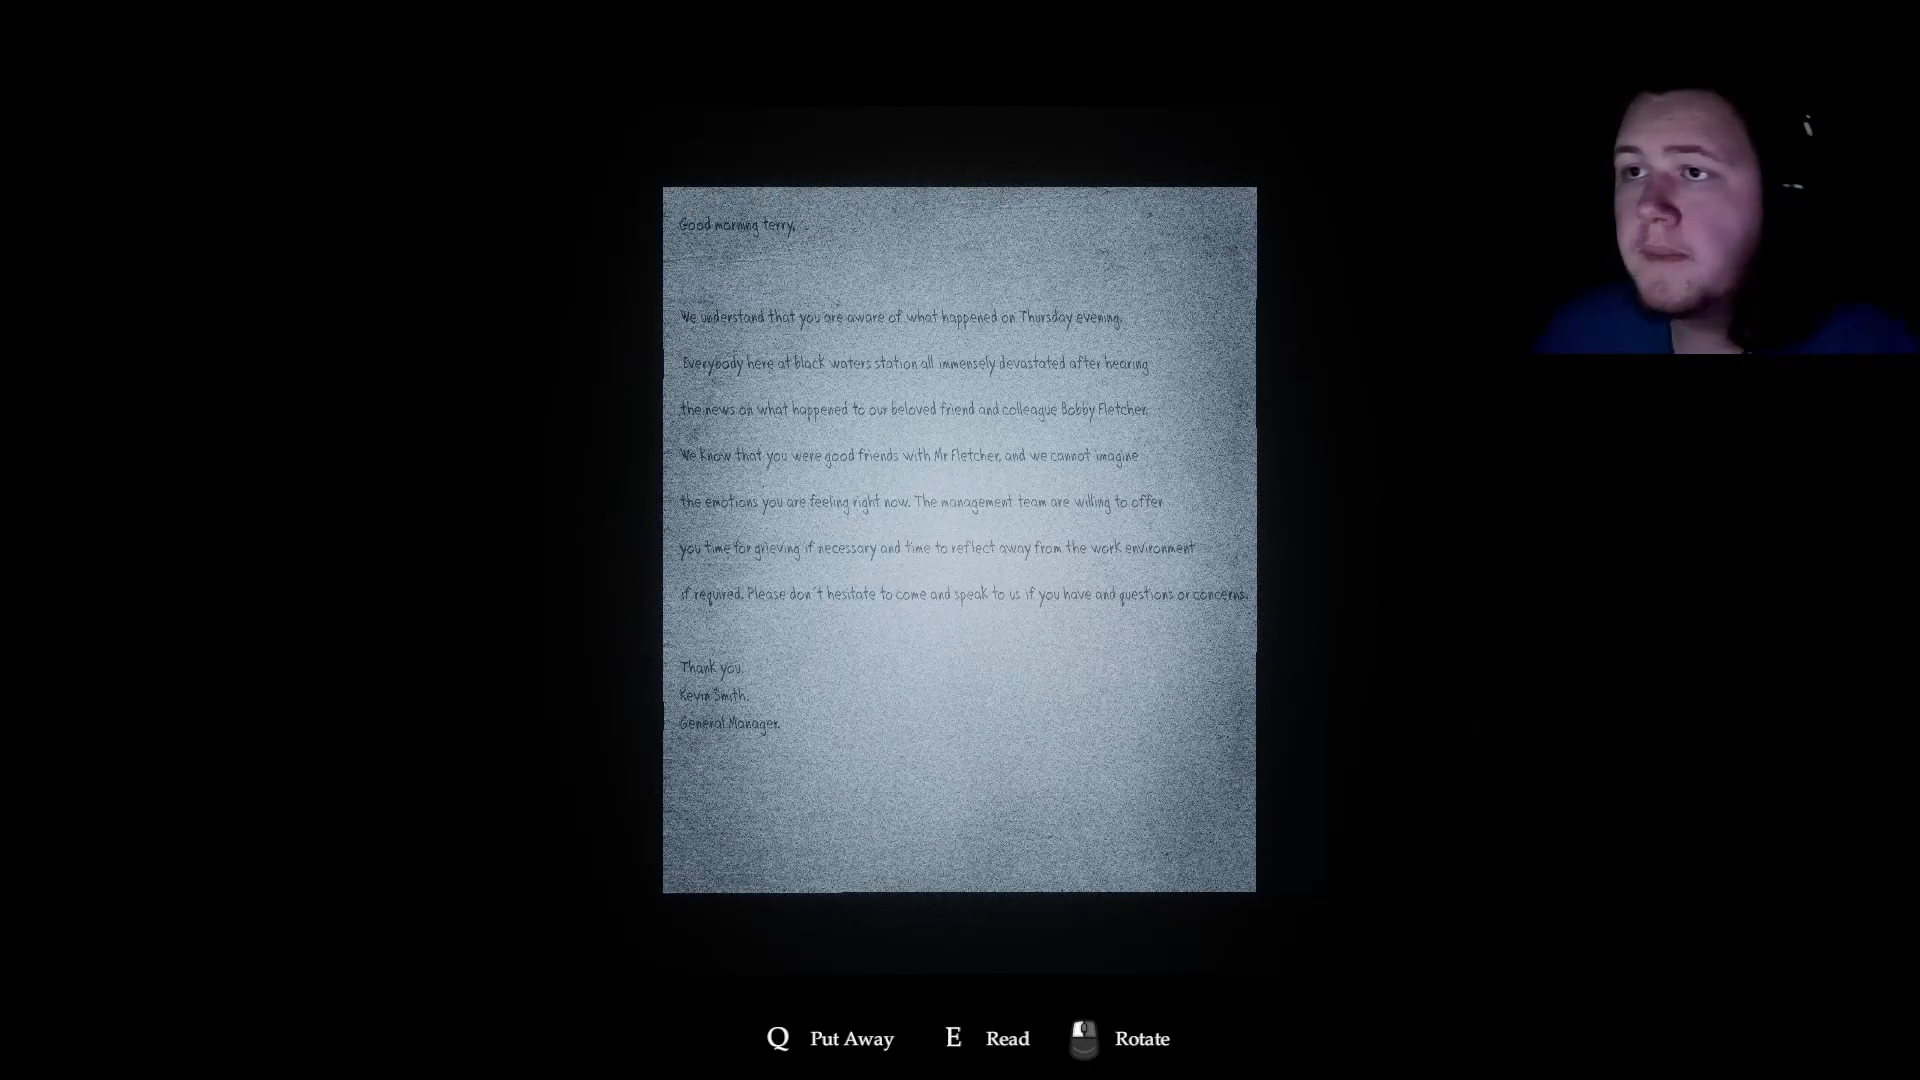 Good morning terry,
We understand that you are aware of what happened on Thursday evening.
Everybody here at black waters station all immensely devastated after hearing
the news on what happened to our beloved friend and colleague Bobby Fletcher.
We know that you were good friends with Mr Fletcher, and we cannot imagine
the emotions you are feeling right now. The management team are willing to offer
you time for grieving if necessary and time to reflect away from the work environment
if required. Please don't hesitate to come and speak to us if you have and questions or concerns.
Thank you.
Kevin Smith.
General Manager.
Q Put Away E Read Rotate